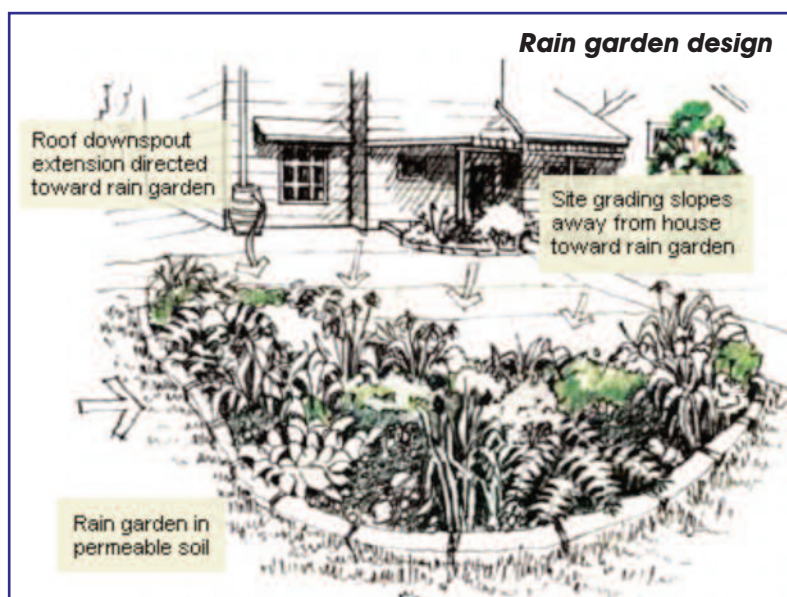 Rain garden design
Roof downspout
extension directed
toward rain garden
Site grading slopes
away from house
toward rain garden
Rain garden in
permeable soil